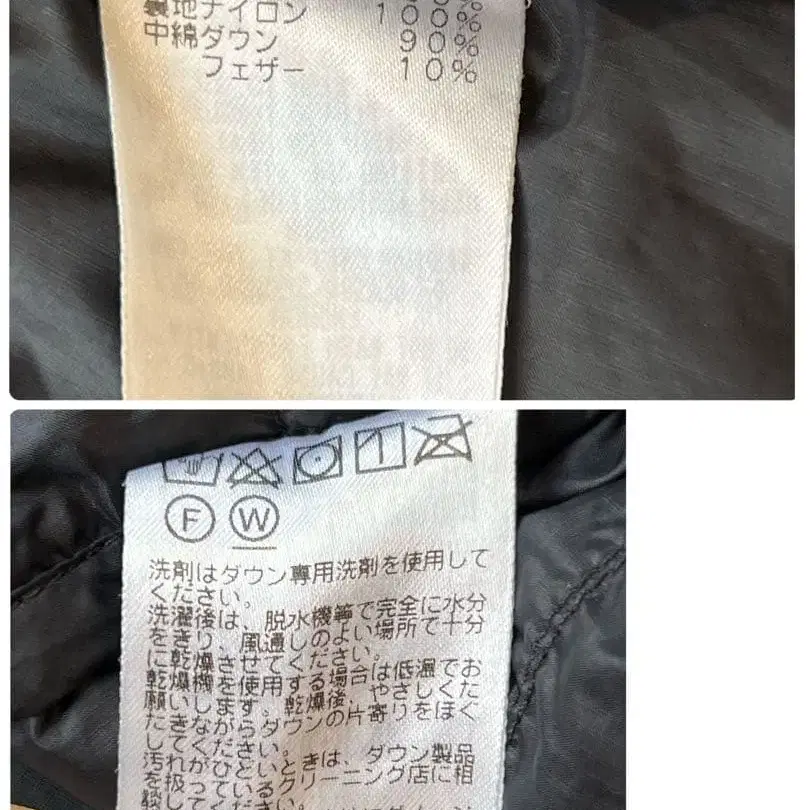 裏地ナイロン 100%
中綿ダウン 90%
フェザー 10%
F W
洗剤はダウン専用洗剤を使用して
ください。
洗濯後は、脱水機等で完全に水分
をきり、風通しのよい場所で十分
に乾燥させてください。
乾燥機を使用する場合は低温でお
願いします。乾燥後、やさしくた
たきながらダウンの片寄りをほぐ
してください。
汚れがひどいときは、ダウン製品
を扱っているクリーニング店に相
談してください。